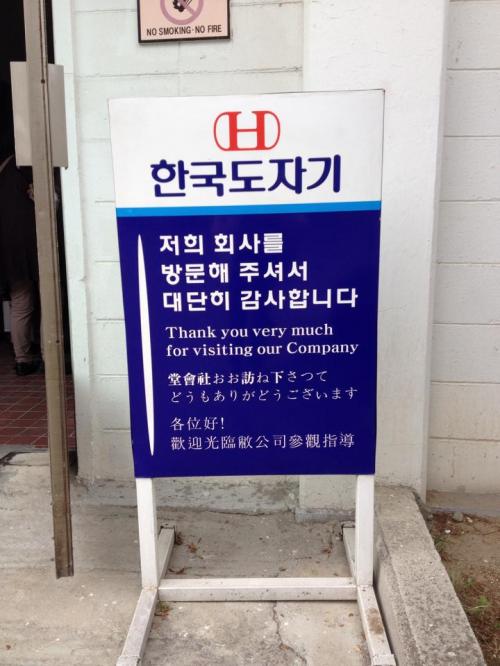 NO SMOKING·NO FIRE
H
한국도자기
저희 회사를
방문해 주셔서
대단히 감사합니다
Thank you very much
for visiting our Company
堂會社おお訪ね下さつて
どうもありがどうございます
各位好!
歡迎光臨敝公司參觀指導